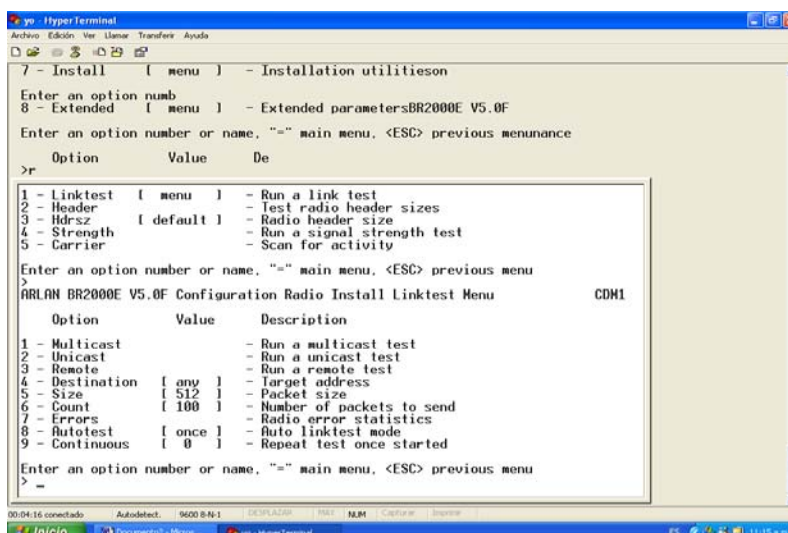 yo - HyperTerminal
Archivo Edición Ver Llamar Transferir Ayuda
7 - Install [ menu ] - Installation utilitieson
Enter an option numb
8 - Extended [ menu ] - Extended parametersBR2000E V5.0F
Enter an option number or name, "=" main menu, <ESC> previous menunance
Option Value De
>r
1 - Linktest [ menu ] - Run a link test
2 - Header - Test radio header sizes
3 - Hdrsz [ default ] - Radio header size
4 - Strength - Run a signal strength test
5 - Carrier - Scan for activity
Enter an option number or name, "=" main menu, <ESC> previous menu
>
ARLAN BR2000E V5.0F Configuration Radio Install Linktest Menu CDM1
Option Value Description
1 - Multicast - Run a multicast test
2 - Unicast - Run a unicast test
3 - Remote - Run a remote test
4 - Destination [ any ] - Target address
5 - Size [ 512 ] - Packet size
6 - Count [ 100 ] - Number of packets to send
7 - Errors - Radio error statistics
8 - Autotest [ once ] - Auto linktest mode
9 - Continuous [ 0 ] - Repeat test once started
Enter an option number or name, "=" main menu, <ESC> previous menu
> _
00:04:16 conectado Autodetect. 9600 8-N-1 DESPLAZAR MAY NUM Capturar Imprimir
Inicio yo - HyperTerminal ES 11:15